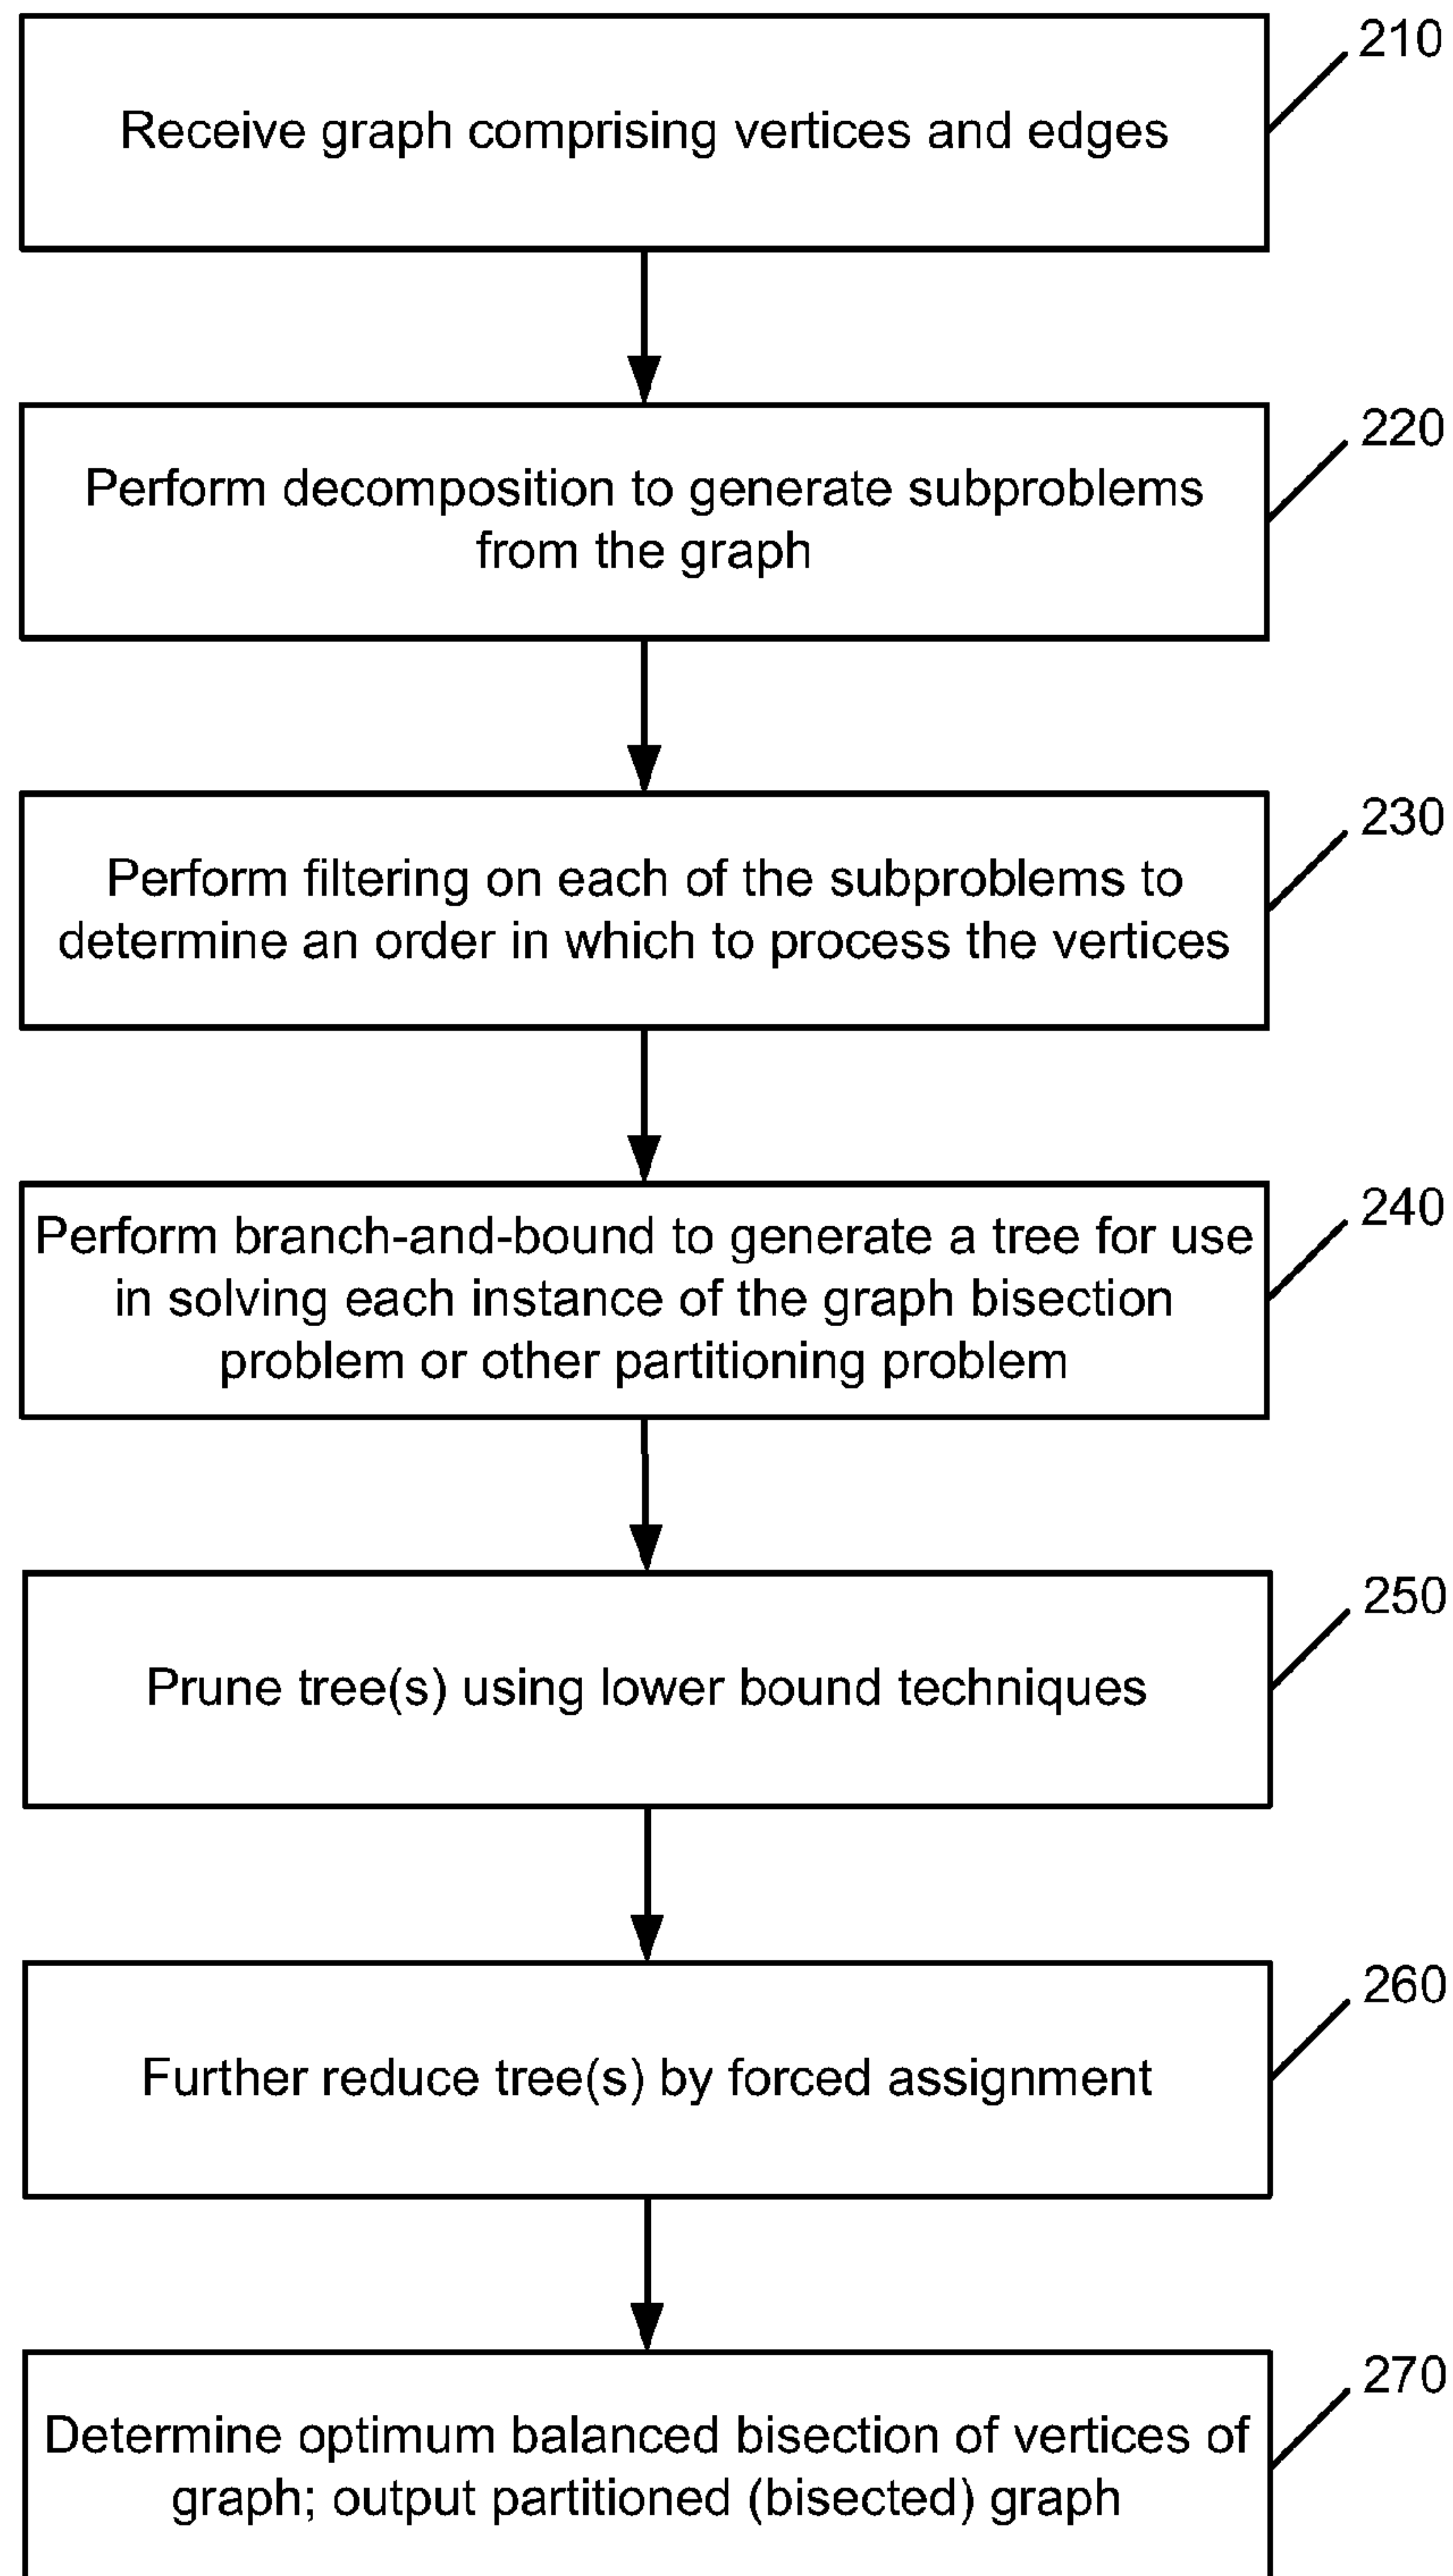 210
Receive graph comprising vertices and edges
220
Perform decomposition to generate subproblems
from the graph
230
Perform filtering on each of the subproblems to
determine an order in which to process the vertices
240
Perform branch-and-bound to generate a tree for use
in solving each instance of the graph bisection
problem or other partitioning problem
250
Prune tree(s) using lower bound techniques
260
Further reduce tree(s) by forced assignment
270
Determine optimum balanced bisection of vertices of
graph; output partitioned (bisected) graph